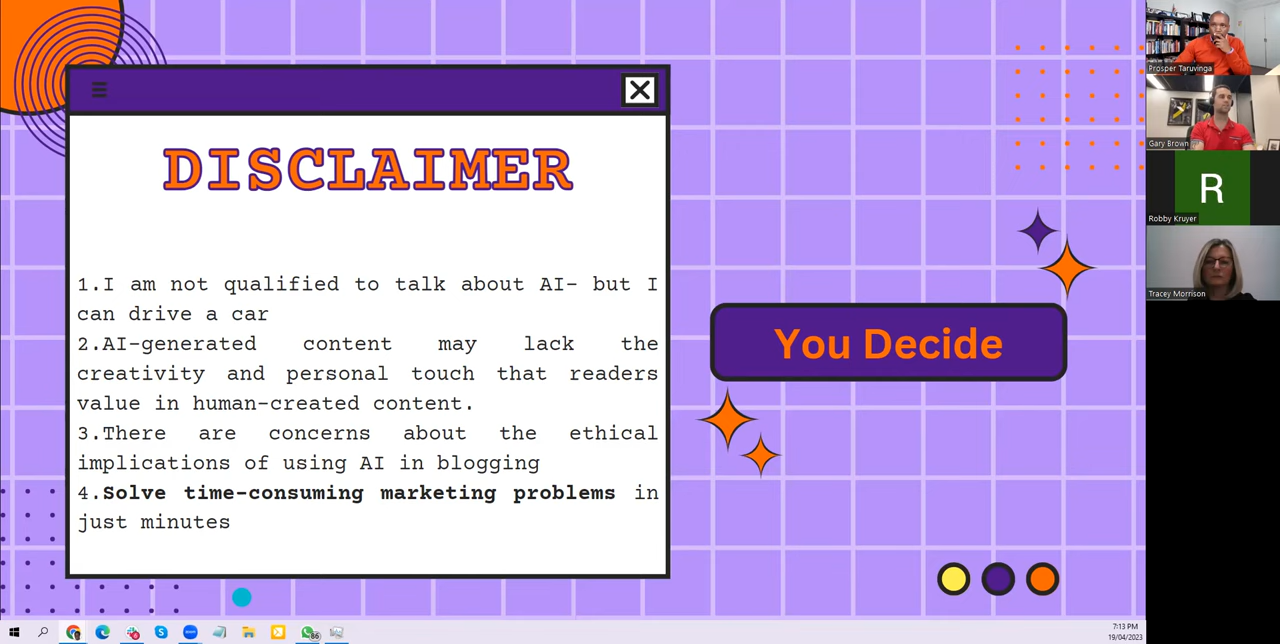 DISCLAIMER
1.I am not qualified to talk about AI- but I
can drive a car
2.AI-generated content may lack the
creativity and personal touch that readers
value in human-created content.
3.There are concerns about the ethical
implications of using AI in blogging
4.Solve time-consuming marketing problems in
just minutes
You Decide
Prosper Taruvinga
Gary Brown
R
Robby Kruyer
Tracey Morrison
86
7:13 PM
19/04/2023